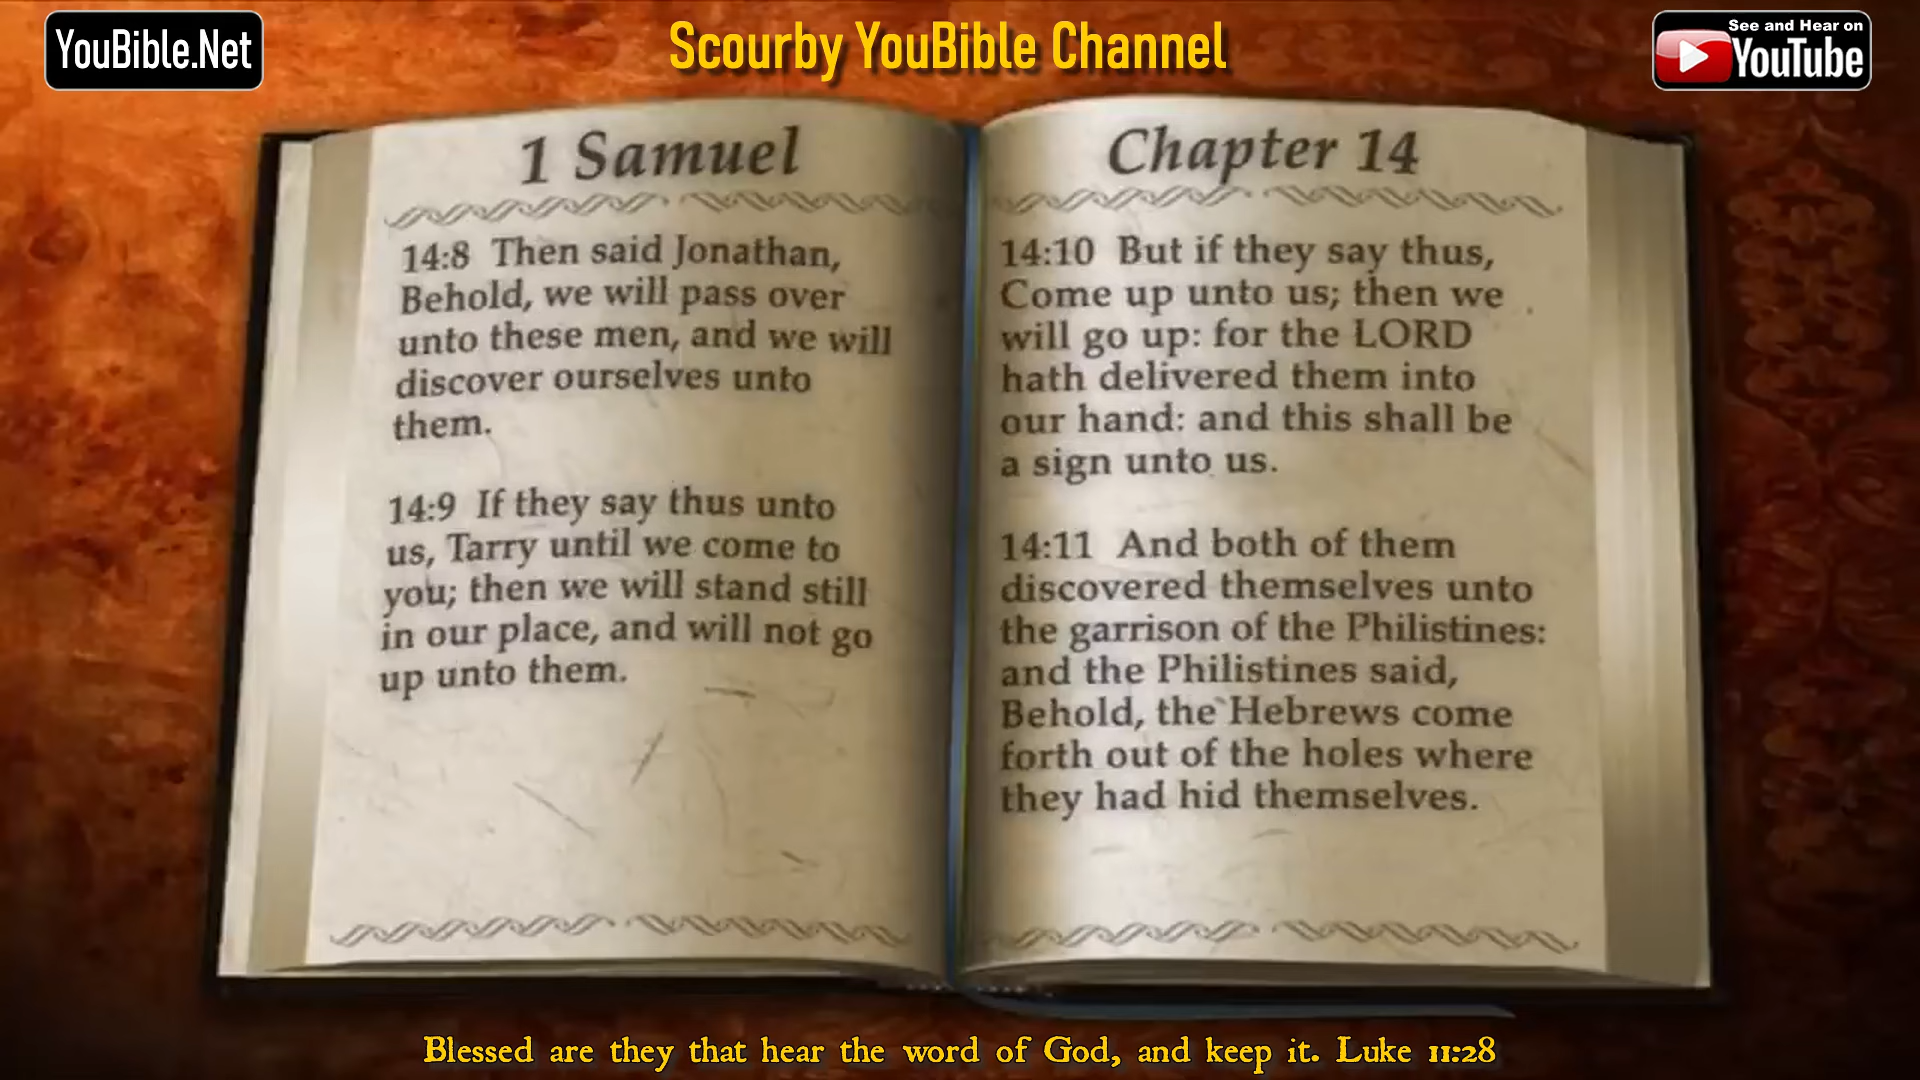 YouBible.Net
Scourby YouBible Channel
See and Hear on
YouTube
1 Samuel
14:8 Then said Jonathan,
Behold, we will pass over
unto these men, and we will
discover ourselves unto
them.
14:9 If they say thus unto
us, Tarry until we come to
you; then we will stand still
in our place, and will not go
up unto them.
Chapter 14
14:10 But if they say thus,
Come up unto us; then we
will go up: for the LORD
hath delivered them into
our hand: and this shall be
a sign unto us.
14:11 And both of them
discovered themselves unto
the garrison of the Philistines:
and the Philistines said,
Behold, the Hebrews come
forth out of the holes where
they had hid themselves.
Blessed are they that hear the word of God, and keep it. Luke 11:28